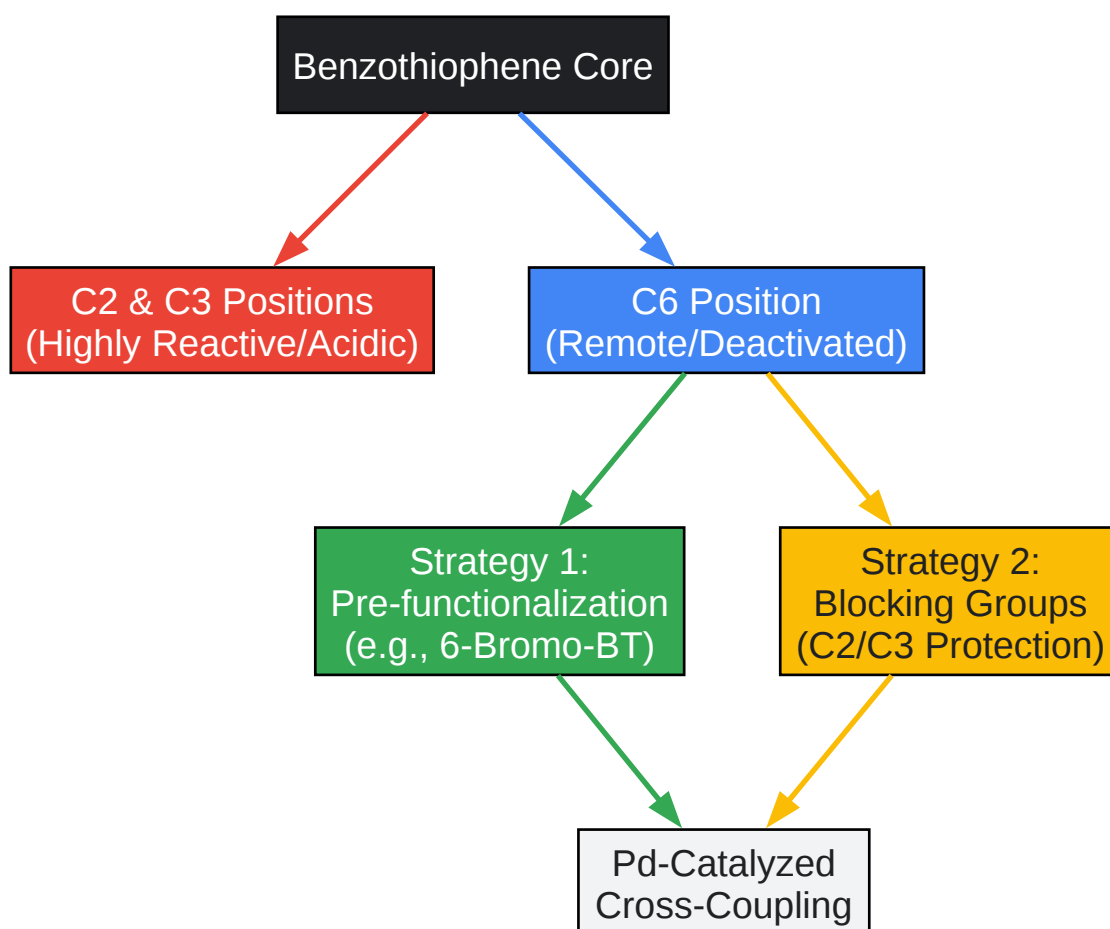 Benzothiophene Core
C2 & C3 Positions
(Highly Reactive/Acidic)
C6 Position
(Remote/Deactivated)
Strategy 1:
Pre-functionalization
(e.g., 6-Bromo-BT)
Strategy 2:
Blocking Groups
(C2/C3 Protection)
Pd-Catalyzed
Cross-Coupling